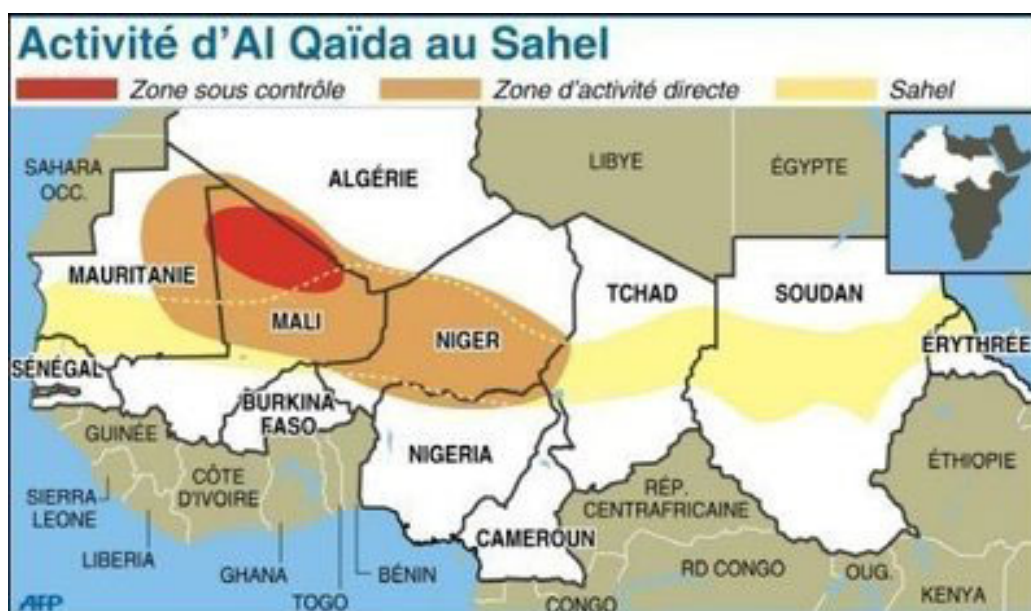 Activité d'Al Qaïda au Sahel
Zone sous contrôle
Zone d'activité directe
Sahel
SAHARA
OCC.
ALGÉRIE
LIBYE
ÉGYPTE
MAURITANIE
MALI
NIGER
TCHAD
SOUDAN
ÉRYTHRÉE
SÉNÉGAL
BURKINA
FASO
GUINÉE
NIGERIA
CÔTE
D'IVOIRE
SIERRA
LEONE
LIBERIA
GHANA
TOGO
BÉNIN
CAMEROUN
RÉP.
CENTRAFRICAINE
ÉTHIOPIE
RD CONGO
OUG.
CONGO
KENYA
AFP